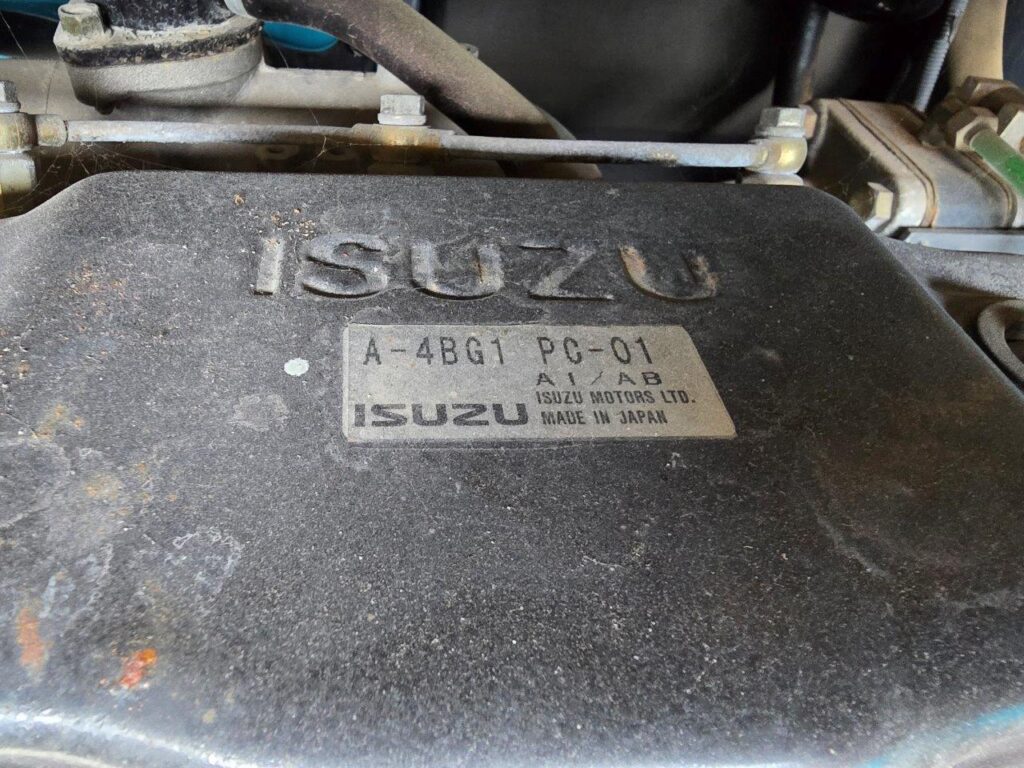 ISUZU
A-4BG1 PC-01
AI/AB
ISUZU MOTORS LTD.
ISUZU MADE IN JAPAN